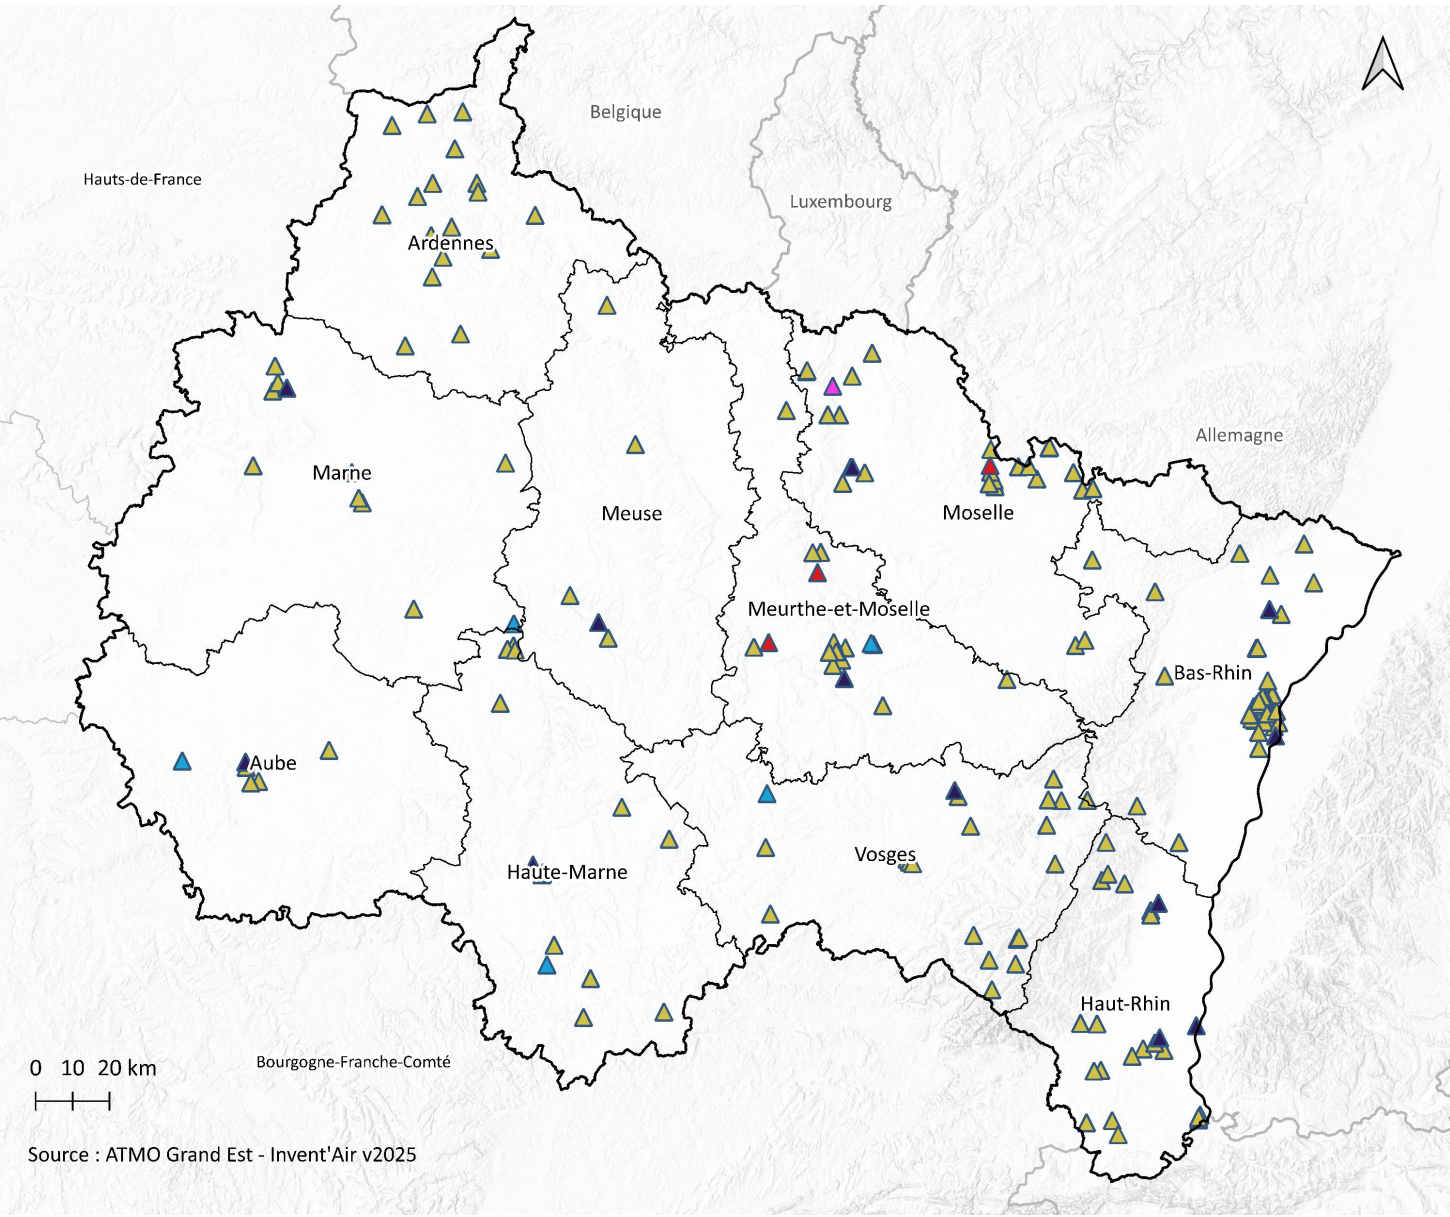 Belgique
Hauts-de-France
Luxembourg
Ardennes
Allemagne
Marne
Meuse
Moselle
Meurthe-et-Moselle
Bas-Rhin
Aube
Vosges
Haute-Marne
Haut-Rhin
Bourgogne-Franche-Comté
0 10 20 km
Source : ATMO Grand Est - Invent'Air v2025